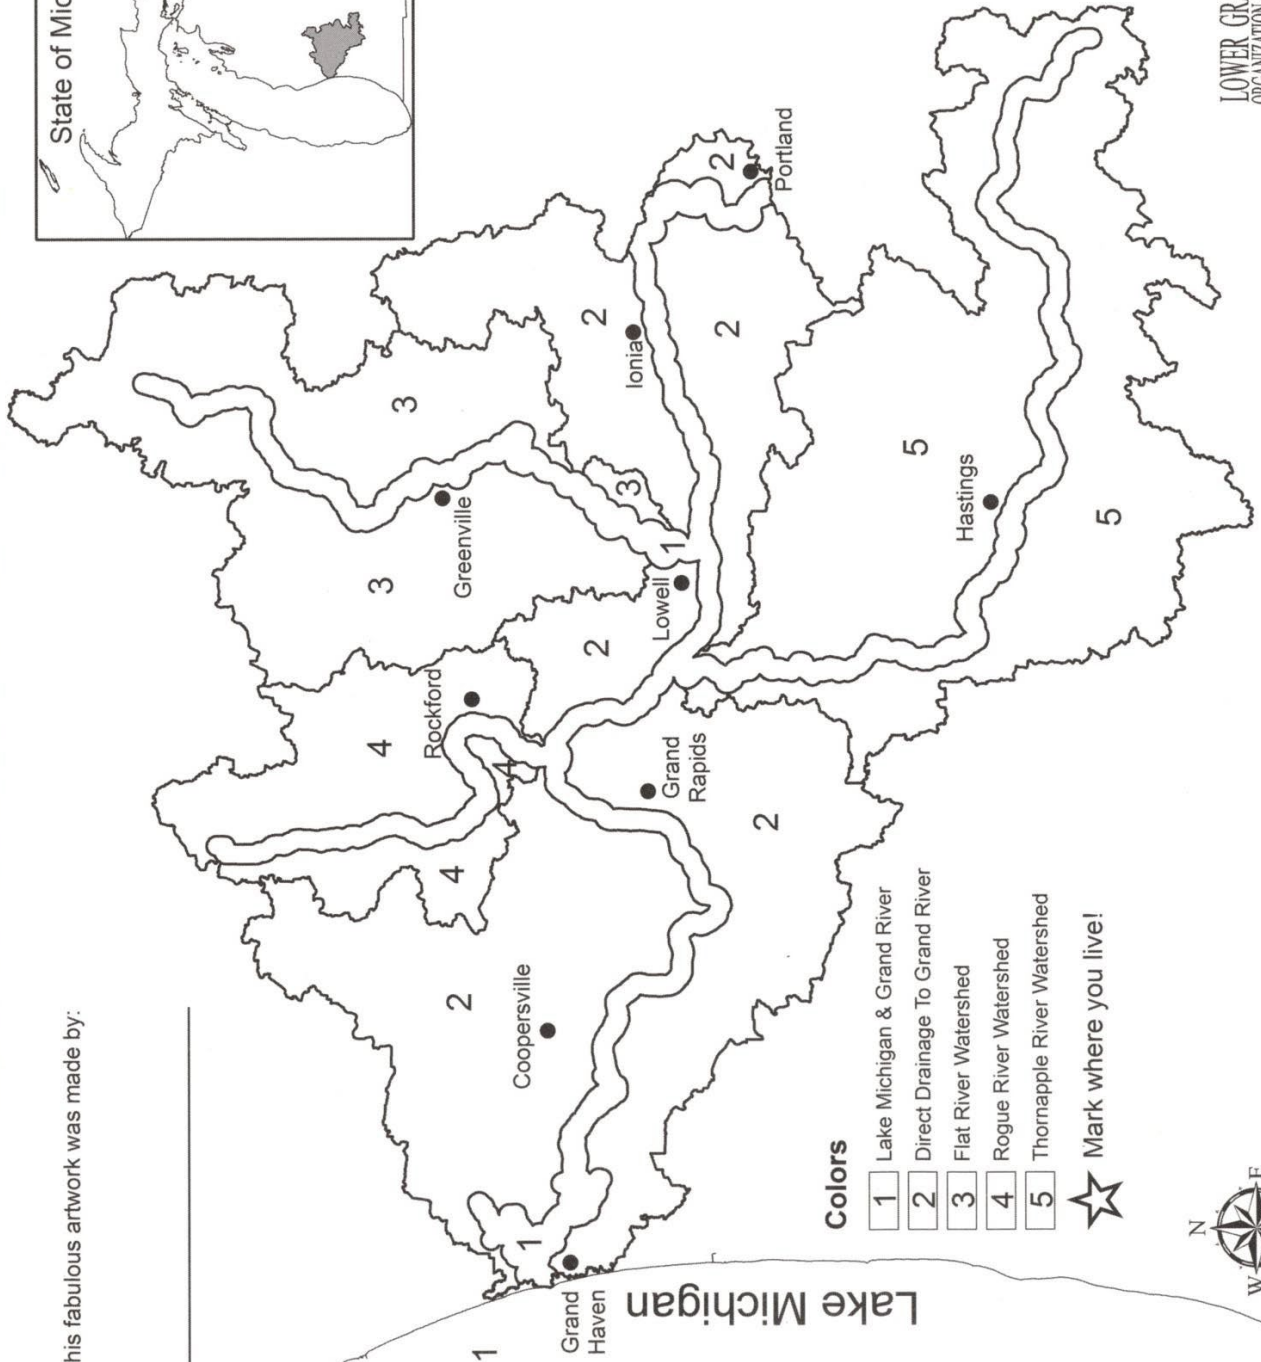 his fabulous artwork was made by:
State of Mic
4
Rockford
4
4
3
Greenville
3
3
2
Coopersville
2
Lowell
1
2
Ionia
2
2
Portland
Grand
Rapids
2
5
Hastings
5
1
1
Grand
Haven
Lake Michigan
Colors
1 Lake Michigan & Grand River
2 Direct Drainage To Grand River
3 Flat River Watershed
4 Rogue River Watershed
5 Thornapple River Watershed
Mark where you live!
N
W
E
LOWER GR